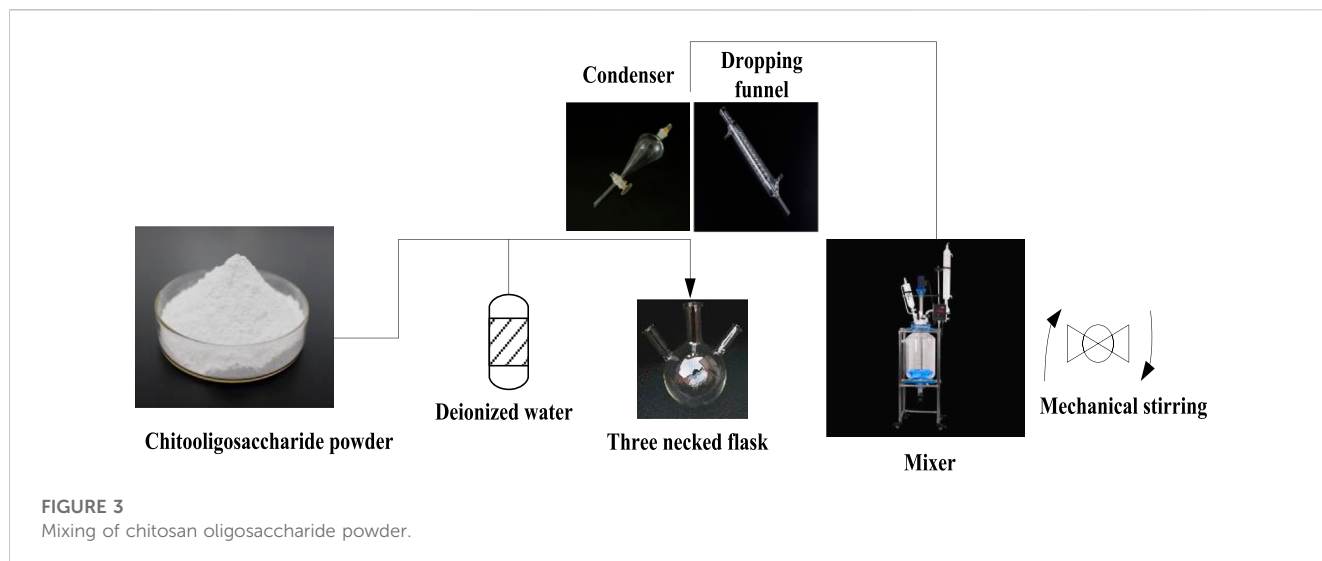 Condenser
Dropping
funnel
Chitooligosaccharide powder
Deionized water
Three necked flask
Mixer
Mechanical stirring
FIGURE 3
Mixing of chitosan oligosaccharide powder.